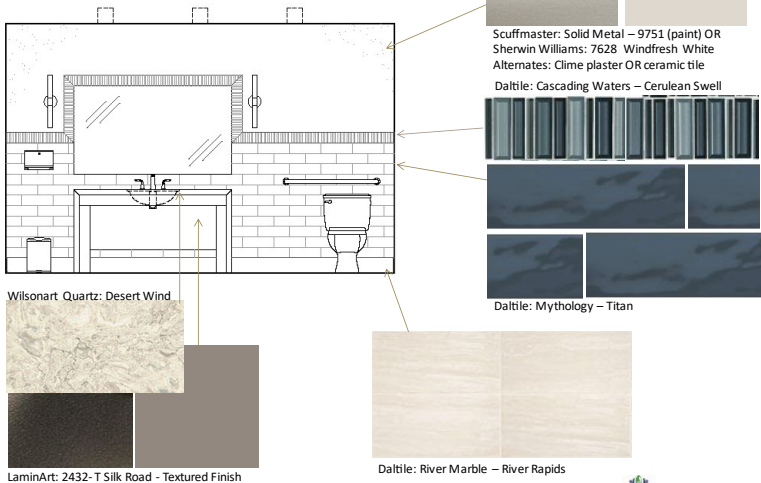 Scuffmaster: Solid Metal – 9751 (paint) OR
Sherwin Williams: 7628 Windfresh White
Alternates: Clime plaster OR ceramic tile
Daltile: Cascading Waters – Cerulean Swell
Daltile: Mythology – Titan
Wilsonart Quartz: Desert Wind
LaminArt: 2432-T Silk Road - Textured Finish
Daltile: River Marble – River Rapids